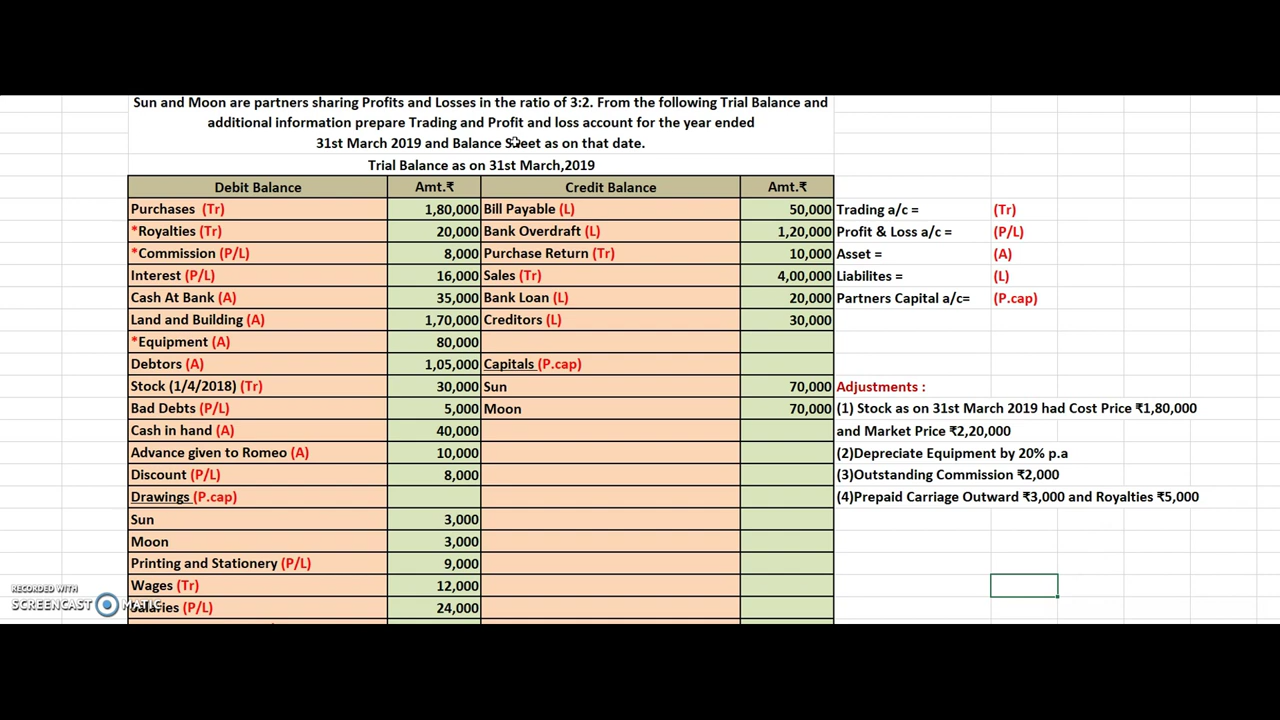 Sun and Moon are partners sharing Profits and Losses in the ratio of 3:2. From the following Trial Balance and
additional information prepare Trading and Profit and loss account for the year ended
31st March 2019 and Balance Sheet as on that date.
Trial Balance as on 31st March,2019
Debit Balance Amt.₹ Credit Balance Amt.₹
Purchases (Tr) 1,80,000 Bill Payable (L) 50,000 Trading a/c = (Tr)
*Royalties (Tr) 20,000 Bank Overdraft (L) 1,20,000 Profit & Loss a/c = (P/L)
*Commission (P/L) 8,000 Purchase Return (Tr) 10,000 Asset = (A)
Interest (P/L) 16,000 Sales (Tr) 4,00,000 Liabilites = (L)
Cash At Bank (A) 35,000 Bank Loan (L) 20,000 Partners Capital a/c= (P.cap)
Land and Building (A) 1,70,000 Creditors (L) 30,000
*Equipment (A) 80,000
Debtors (A) 1,05,000 Capitals (P.cap)
Stock (1/4/2018) (Tr) 30,000 Sun 70,000 Adjustments :
Bad Debts (P/L) 5,000 Moon 70,000 (1) Stock as on 31st March 2019 had Cost Price ₹1,80,000
Cash in hand (A) 40,000 and Market Price ₹2,20,000
Advance given to Romeo (A) 10,000 (2)Depreciate Equipment by 20% p.a
Discount (P/L) 8,000 (3)Outstanding Commission ₹2,000
Drawings (P.cap) (4)Prepaid Carriage Outward ₹3,000 and Royalties ₹5,000
Sun 3,000
Moon 3,000
Printing and Stationery (P/L) 9,000
Wages (Tr) 12,000
RECORDED WITH
SCREENCAST MATIC
Salaries (P/L) 24,000